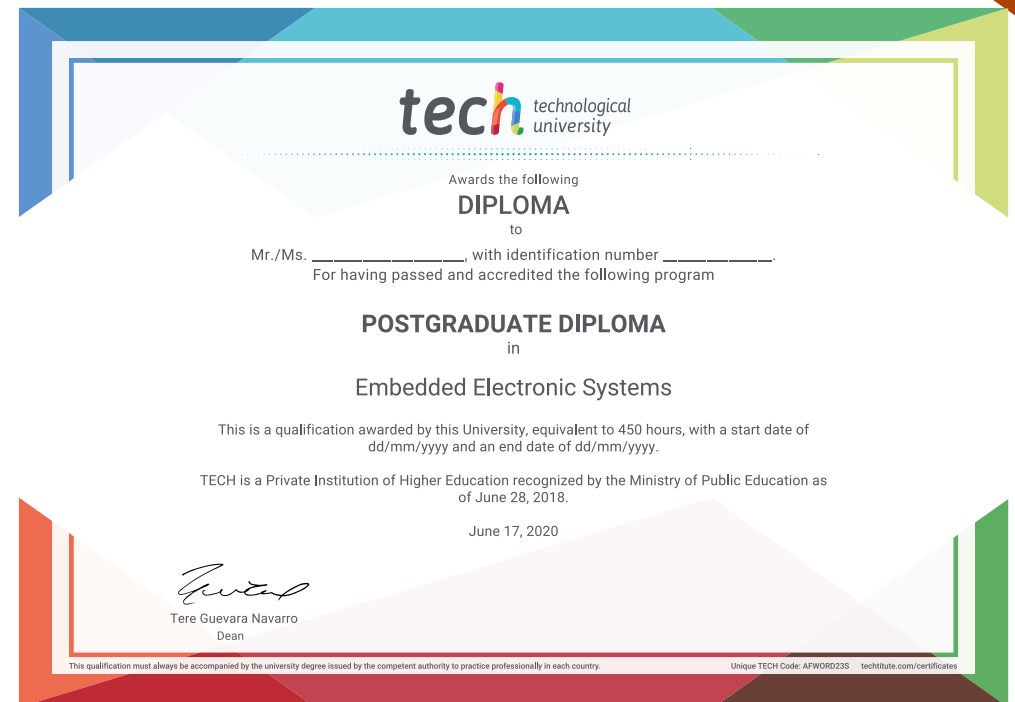 tech technological
university
Awards the following
DIPLOMA
to
Mr./Ms. ____________________, with identification number ______________.
For having passed and accredited the following program
POSTGRADUATE DIPLOMA
in
Embedded Electronic Systems
This is a qualification awarded by this University, equivalent to 450 hours, with a start date of
dd/mm/yyyy and an end date of dd/mm/yyyy.
TECH is a Private Institution of Higher Education recognized by the Ministry of Public Education as
of June 28, 2018.
June 17, 2020
Tere Guevara Navarro
Dean
This qualification must always be accompanied by the university degree issued by the competent authority to practice professionally in each country. Unique TECH Code: AFWORD23S techtitute.com/certificates